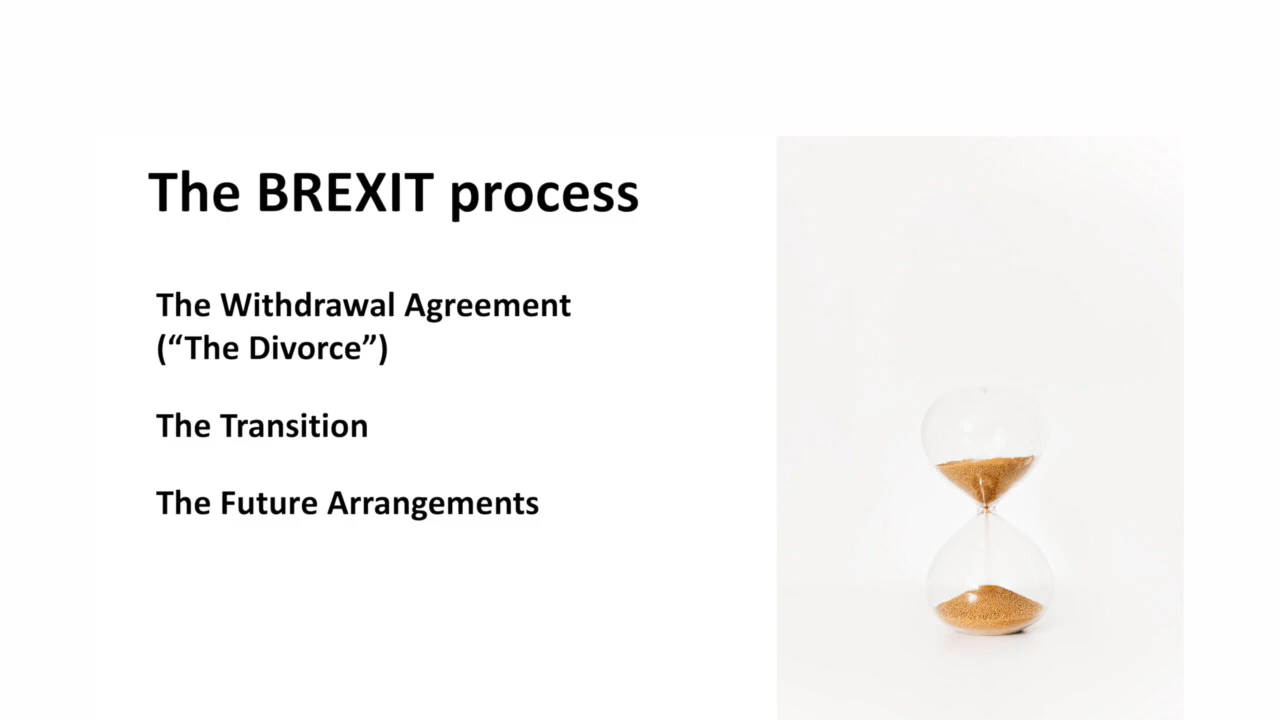 The BREXIT process
The Withdrawal Agreement
(“The Divorce”)
The Transition
The Future Arrangements